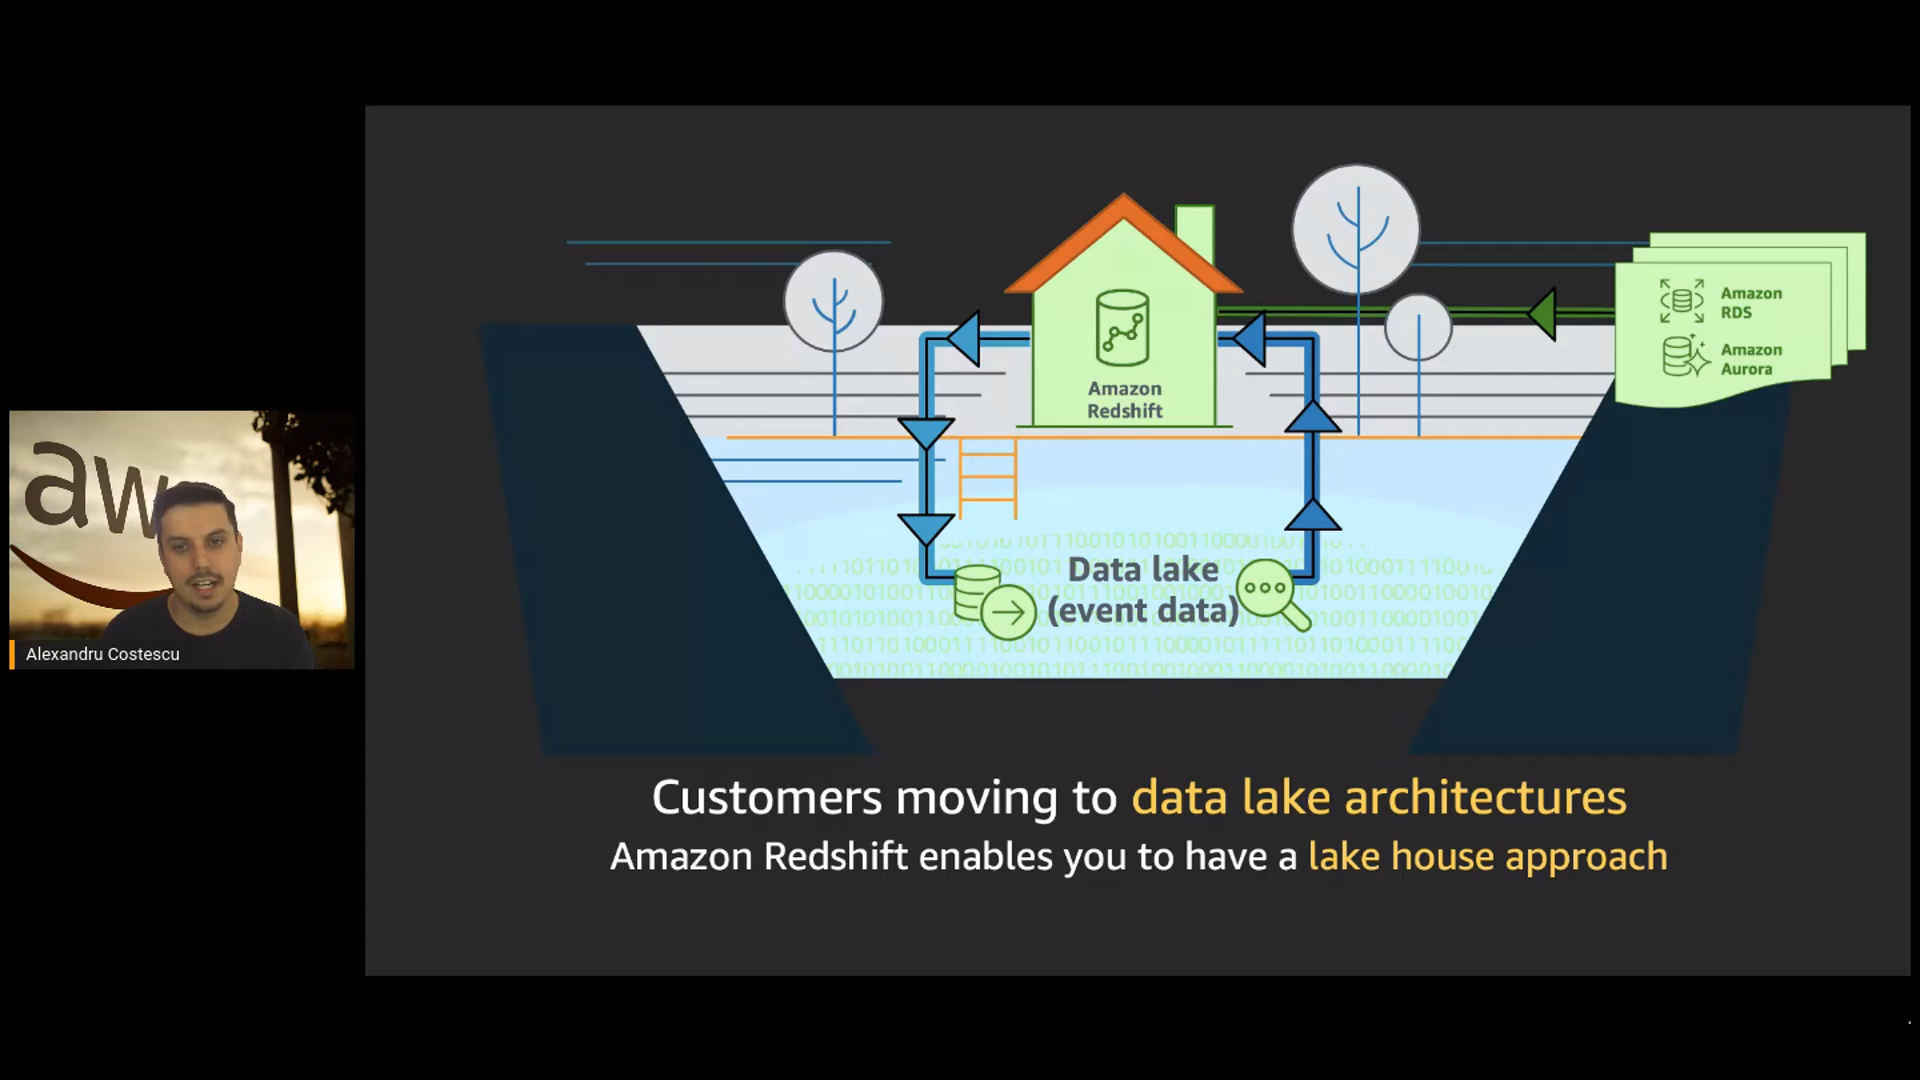 Amazon
RDS
Amazon
Aurora
Amazon
Redshift
Data lake
(event data)
aw
Alexandru Costescu
Customers moving to data lake architectures
Amazon Redshift enables you to have a lake house approach